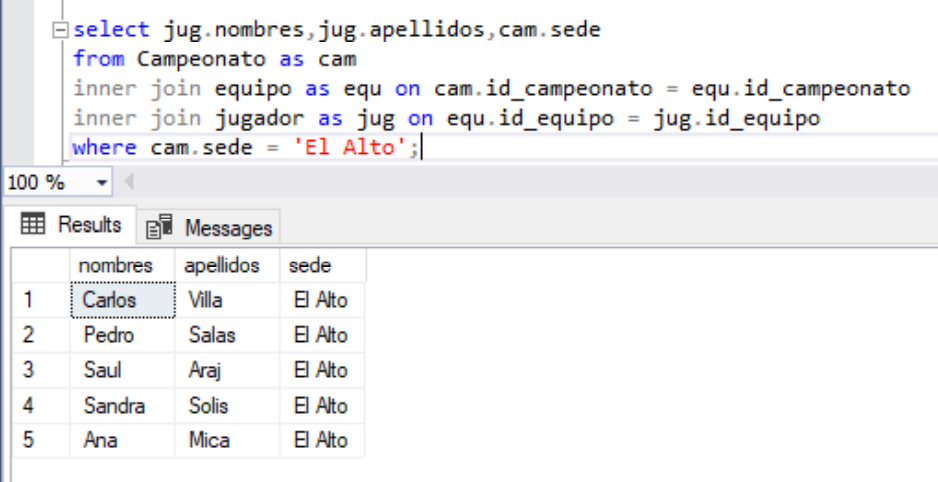 select jug.nombres,jug.apellidos,cam.sede
from Campeonato as cam
inner join equipo as equ on cam.id_campeonato = equ.id_campeonato
inner join jugador as jug on equ.id_equipo = jug.id_equipo
where cam.sede = 'El Alto';
100 %
Results Messages
nombres apellidos sede
1 Carlos Villa El Alto
2 Pedro Salas El Alto
3 Saul Araj El Alto
4 Sandra Solis El Alto
5 Ana Mica El Alto